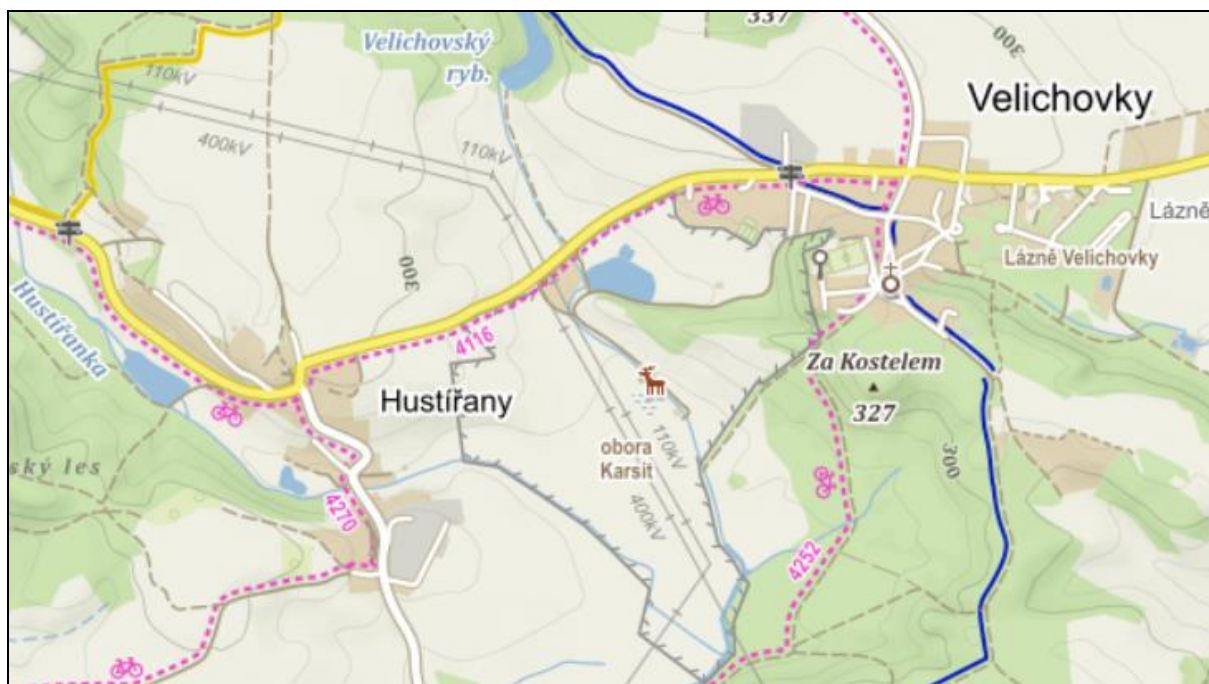 337
Velichovský
ryb.
300
Velichovky
110kV
400kV
110kV
Lázně
Lázně Velichovky
300
Hustířanka
4116
Za Kostelem
327
Hustířany
obora
Karsit
110kV
400kV
300
ský les
4270
4252